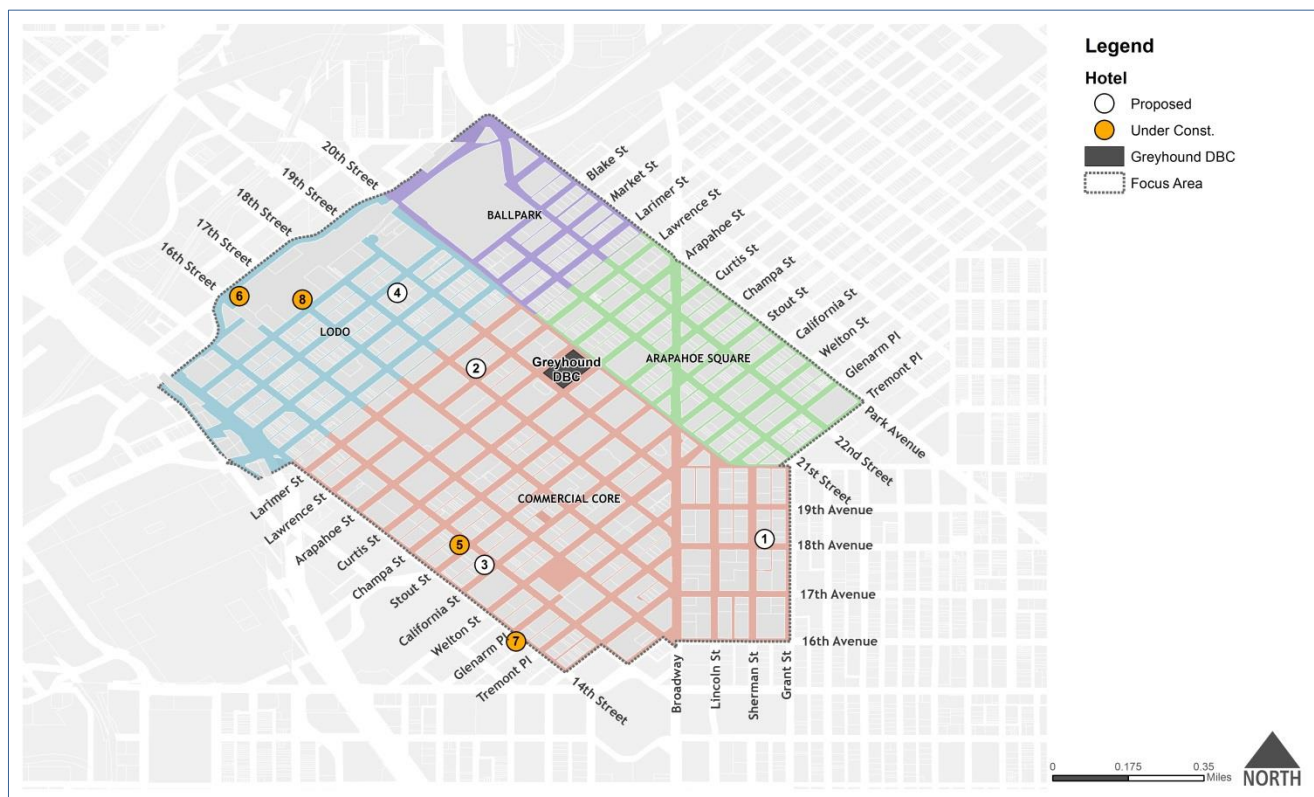 Legend
Hotel
Proposed
Under Const.
Greyhound DBC
Focus Area
20th Street
19th Street
18th Street
17th Street
16th Street
Blake St
Market St
Larimer St
Lawrence St
Arapahoe St
Curtis St
Champa St
Stout St
California St
Welton St
Glenarm Pl
Tremont Pl
Park Avenue
22nd Street
21st Street
BALLPARK
6
8
4
LODO
2
Greyhound
DBC
ARAPAHOE SQUARE
COMMERCIAL CORE
5
3
1
7
19th Avenue
18th Avenue
17th Avenue
16th Avenue
Larimer St
Lawrence St
Arapahoe St
Curtis St
Champa St
Stout St
California St
Welton St
Glenarm Pl
Tremont Pl
14th Street
Broadway
Lincoln St
Sherman St
Grant St
0 0.175 0.35
Miles
NORTH